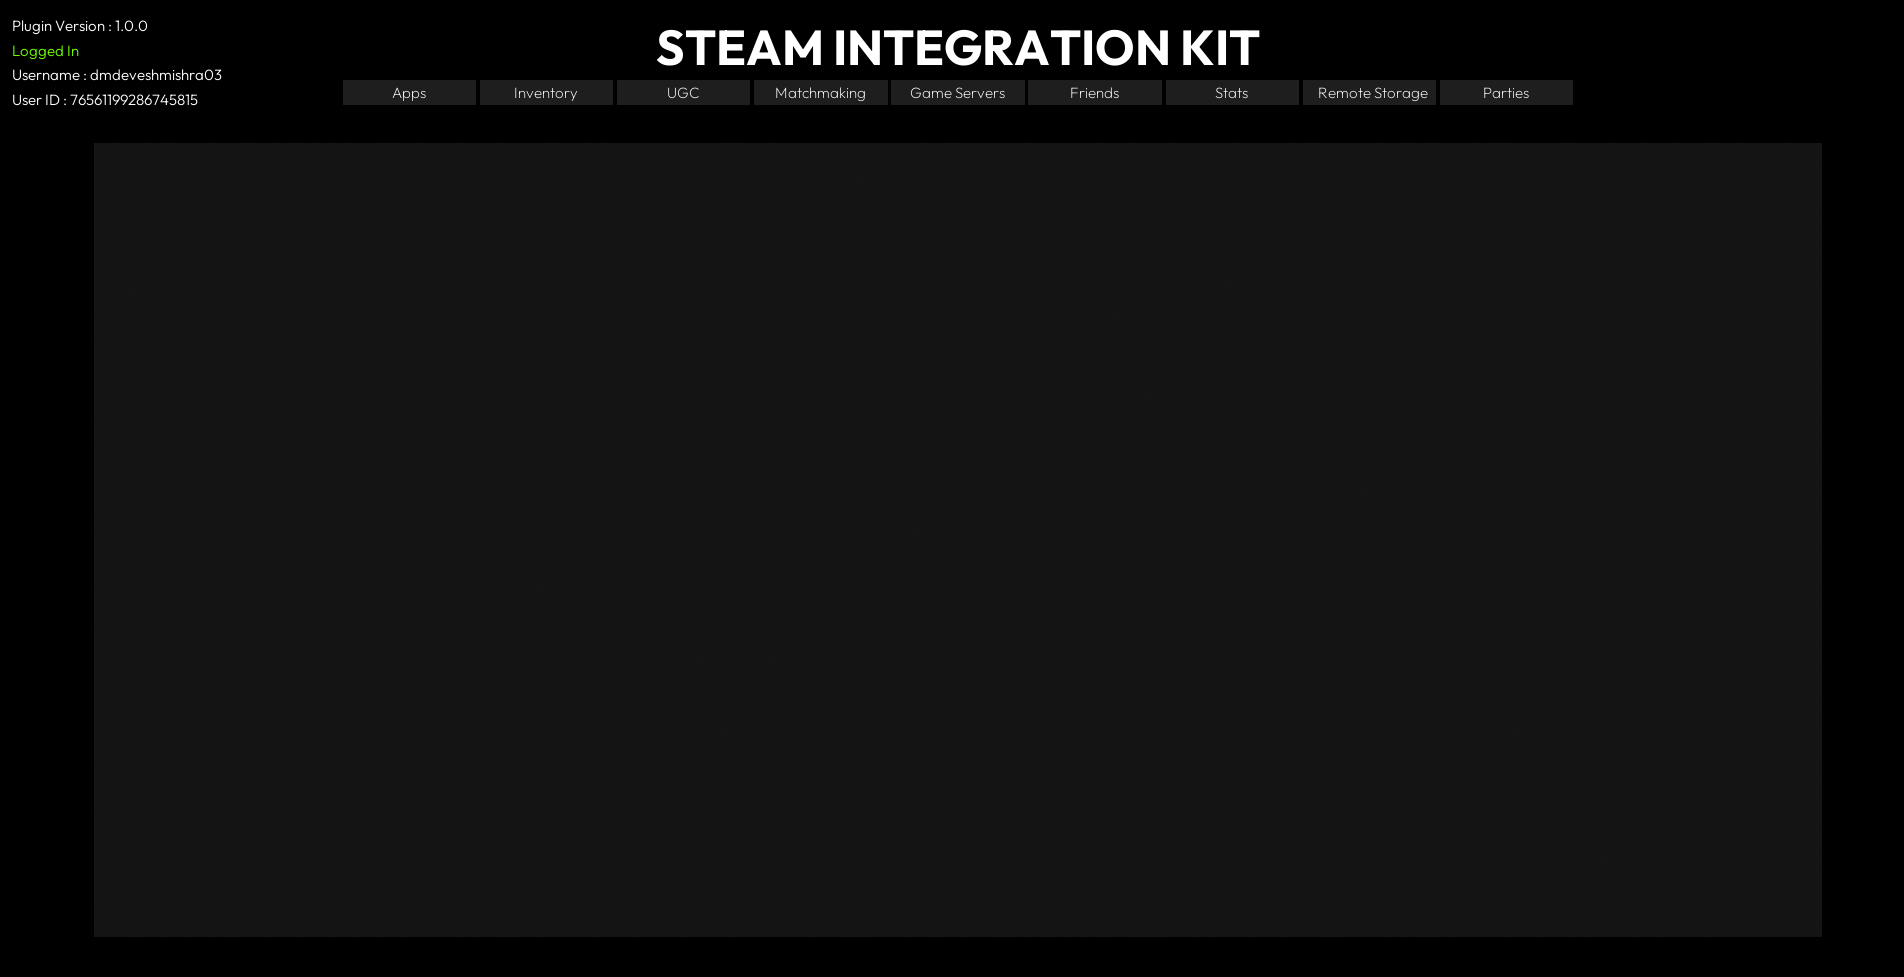 Plugin Version : 1.0.0
Logged In
Username : dmdeveshmishra03
User ID : 76561199286745815
STEAM INTEGRATION KIT
Apps Inventory UGC Matchmaking Game Servers Friends Stats Remote Storage Parties